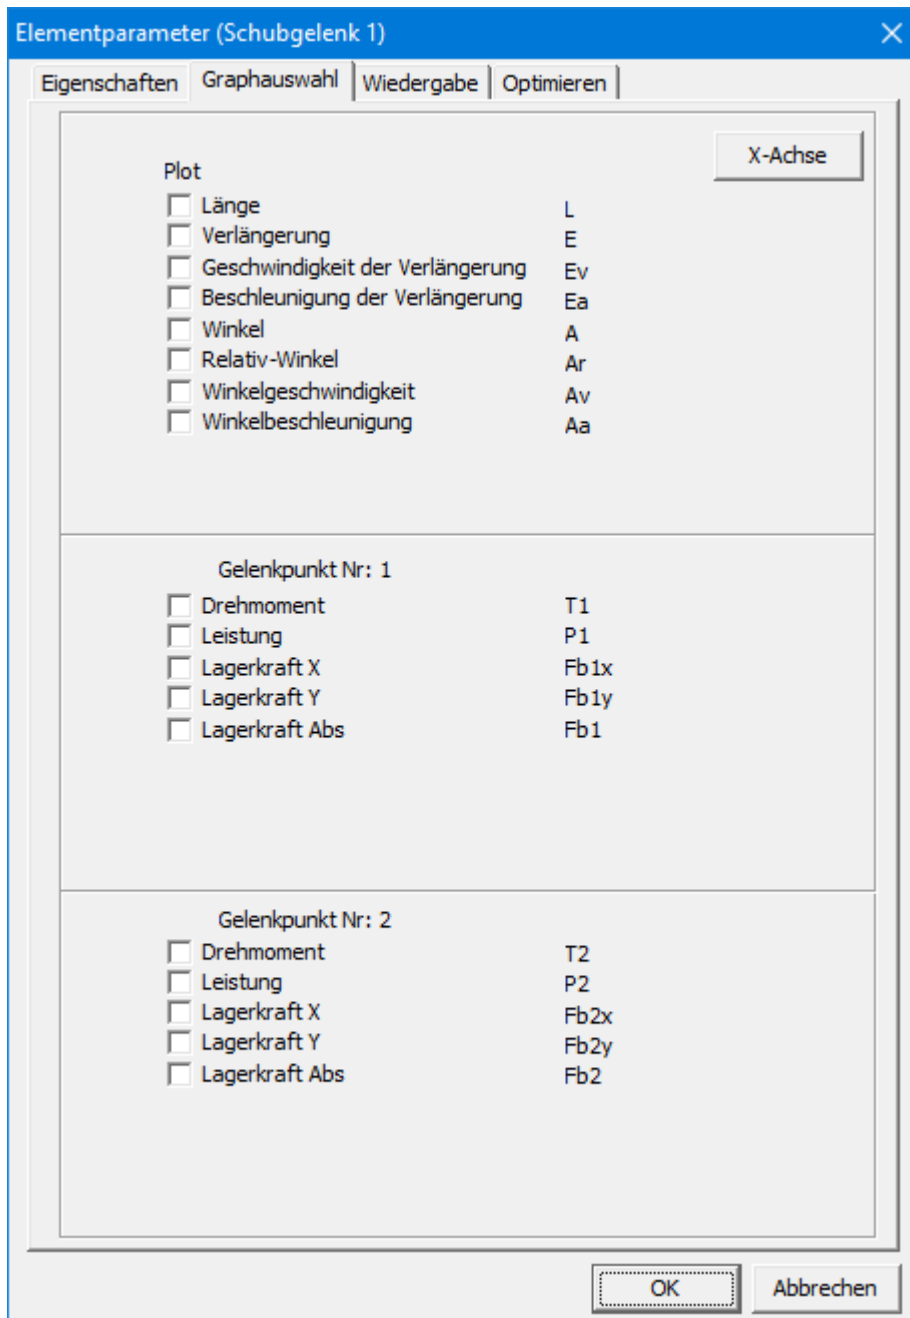 Elementparameter (Schubgelenk 1)
Eigenschaften Graphauswahl Wiedergabe Optimieren
X-Achse
Plot
Länge L
Verlängerung E
Geschwindigkeit der Verlängerung Ev
Beschleunigung der Verlängerung Ea
Winkel A
Relativ-Winkel Ar
Winkelgeschwindigkeit Av
Winkelbeschleunigung Aa
Gelenkpunkt Nr: 1
Drehmoment T1
Leistung P1
Lagerkraft X Fb1x
Lagerkraft Y Fb1y
Lagerkraft Abs Fb1
Gelenkpunkt Nr: 2
Drehmoment T2
Leistung P2
Lagerkraft X Fb2x
Lagerkraft Y Fb2y
Lagerkraft Abs Fb2
OK Abbrechen